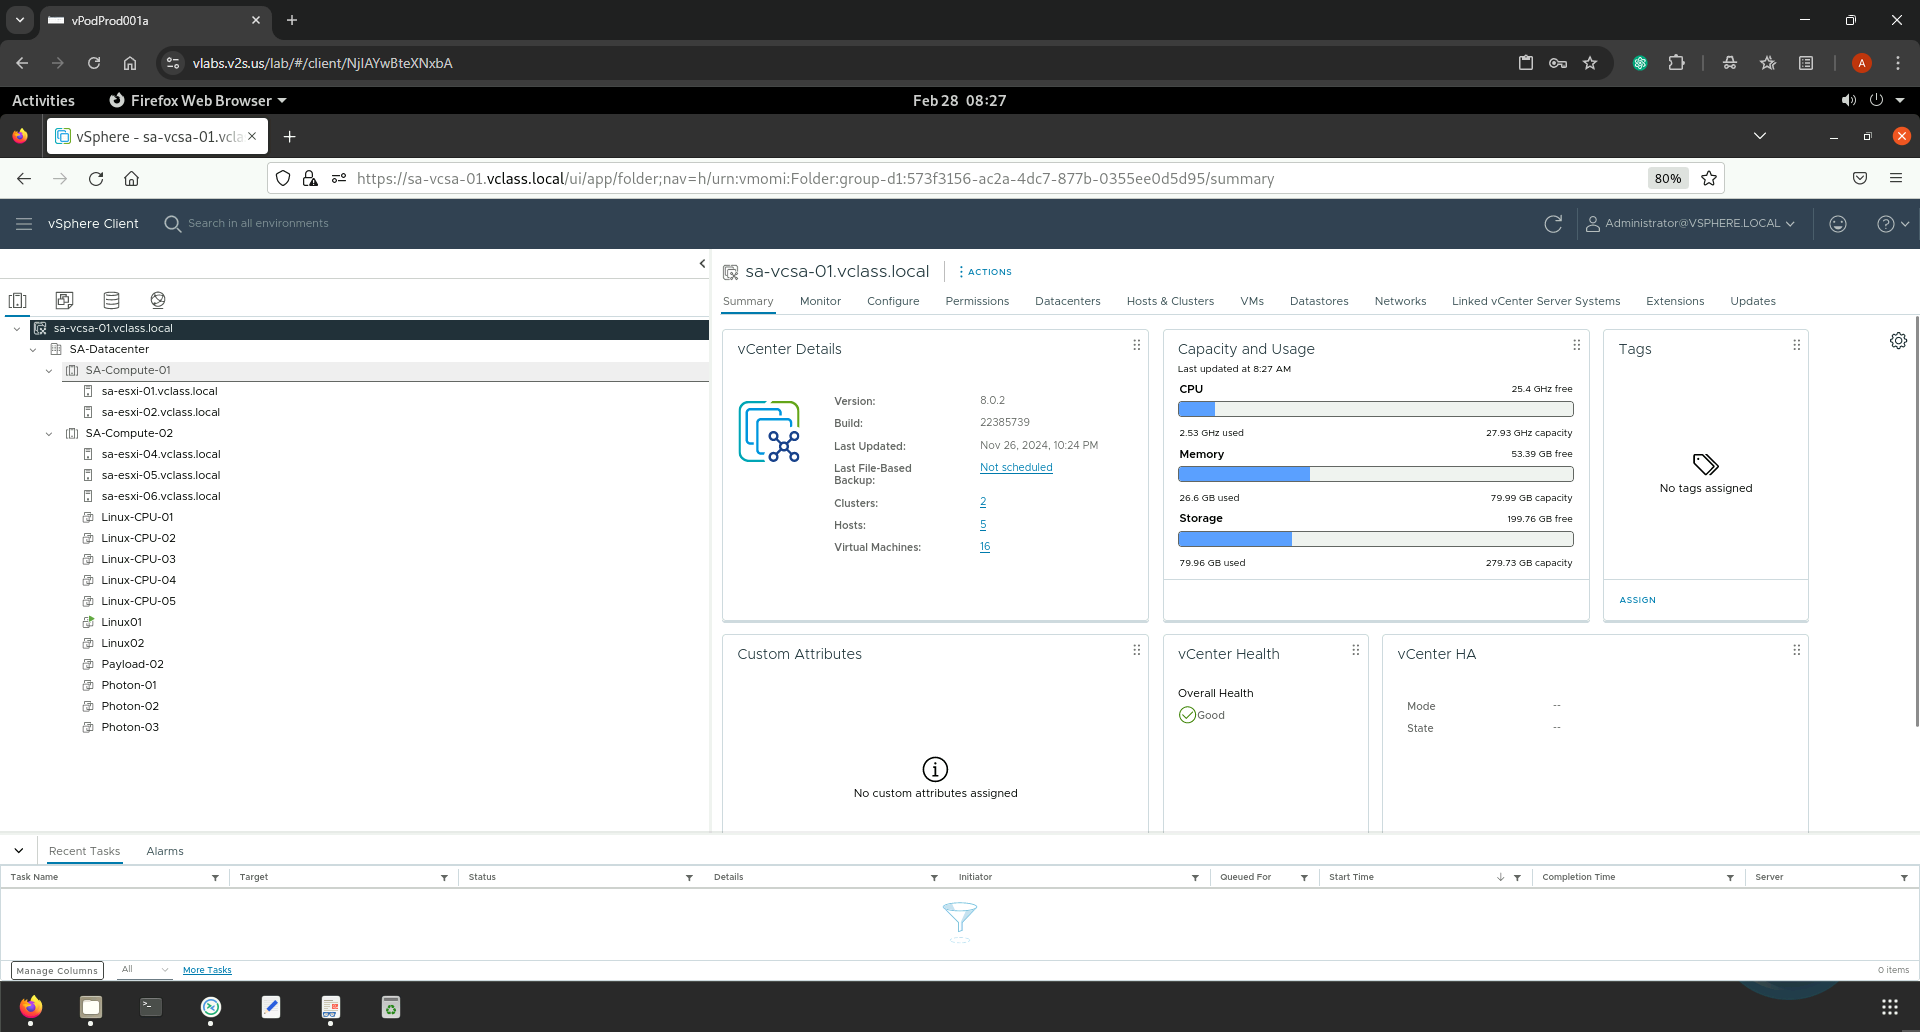 vPodProd001a
vlabs.v2s.us/lab/#/client/NjIAYwBteXNxbA
A
Activities
Firefox Web Browser
Feb 28 08:27
vSphere - sa-vcsa-01.vcla
https://sa-vcsa-01.vclass.local/ui/app/folder;nav=h/urn:vmomi:Folder:group-d1:573f3156-ac2a-4dc7-877b-0355ee0d5d95/summary
80%
vSphere Client
Search in all environments
Administrator@VSPHERE.LOCAL
sa-vcsa-01.vclass.local
ACTIONS
Summary Monitor Configure Permissions Datacenters Hosts & Clusters VMs Datastores Networks Linked vCenter Server Systems Extensions Updates
sa-vcsa-01.vclass.local
SA-Datacenter
SA-Compute-01
sa-esxi-01.vclass.local
sa-esxi-02.vclass.local
SA-Compute-02
sa-esxi-04.vclass.local
sa-esxi-05.vclass.local
sa-esxi-06.vclass.local
Linux-CPU-01
Linux-CPU-02
Linux-CPU-03
Linux-CPU-04
Linux-CPU-05
Linux01
Linux02
Payload-02
Photon-01
Photon-02
Photon-03
vCenter Details
Version: 8.0.2
Build: 22385739
Last Updated: Nov 26, 2024, 10:24 PM
Last File-Based Not scheduled
Backup:
Clusters: 2
Hosts: 5
Virtual Machines: 16
Capacity and Usage
Last updated at 8:27 AM
CPU 25.4 GHz free
2.53 GHz used 27.93 GHz capacity
Memory 53.39 GB free
26.6 GB used 79.99 GB capacity
Storage 199.76 GB free
79.96 GB used 279.73 GB capacity
Tags
No tags assigned
ASSIGN
Custom Attributes
No custom attributes assigned
vCenter Health
Overall Health
Good
vCenter HA
Mode --
State --
Recent Tasks Alarms
Task Name Target Status Details Initiator Queued For Start Time Completion Time Server
Manage Columns All More Tasks
0 items